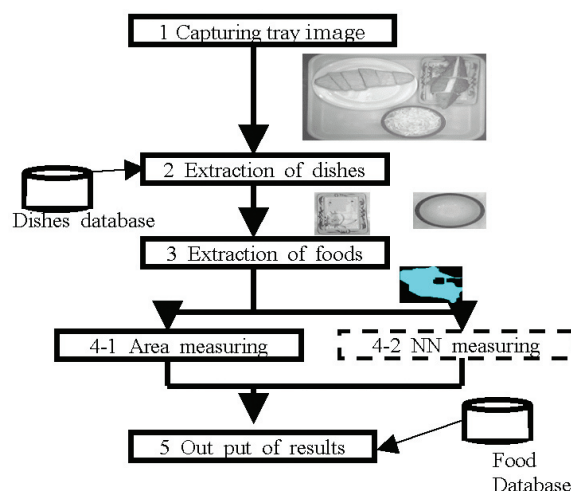 1 Capturing tray image
2 Extraction of dishes
Dishes database
3 Extraction of foods
4-1 Area measuring
4-2 NN measuring
5 Out put of results
Food
Database